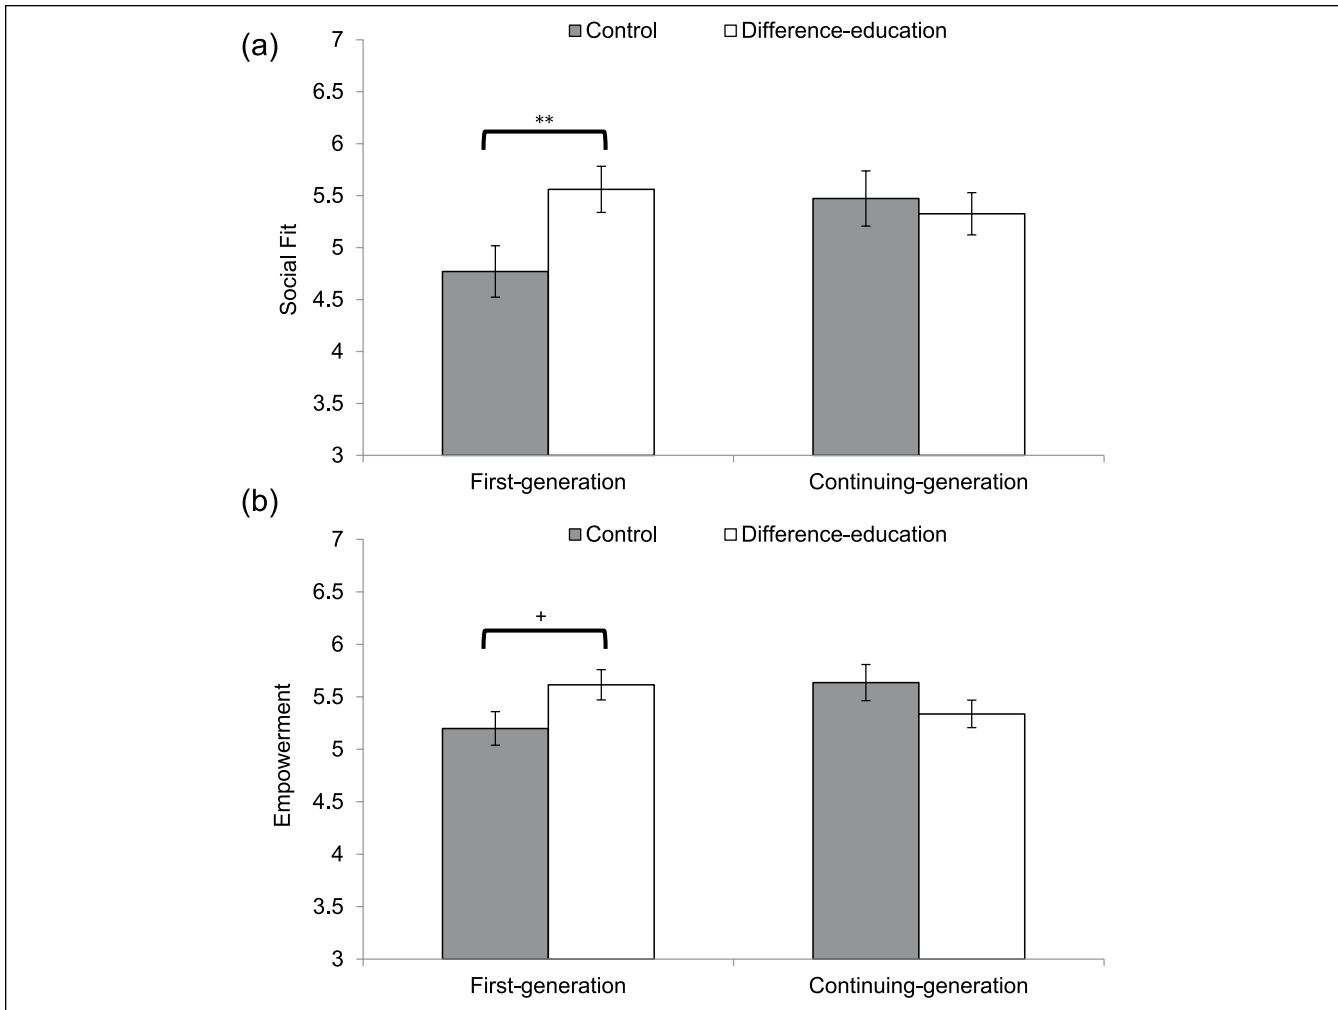 (a)
Control Difference-education
7
6.5
6
5.5
5
4.5
4
3.5
3
Social Fit
**
First-generation Continuing-generation
(b)
Control Difference-education
7
6.5
6
5.5
5
4.5
4
3.5
3
Empowerment
+
First-generation Continuing-generation